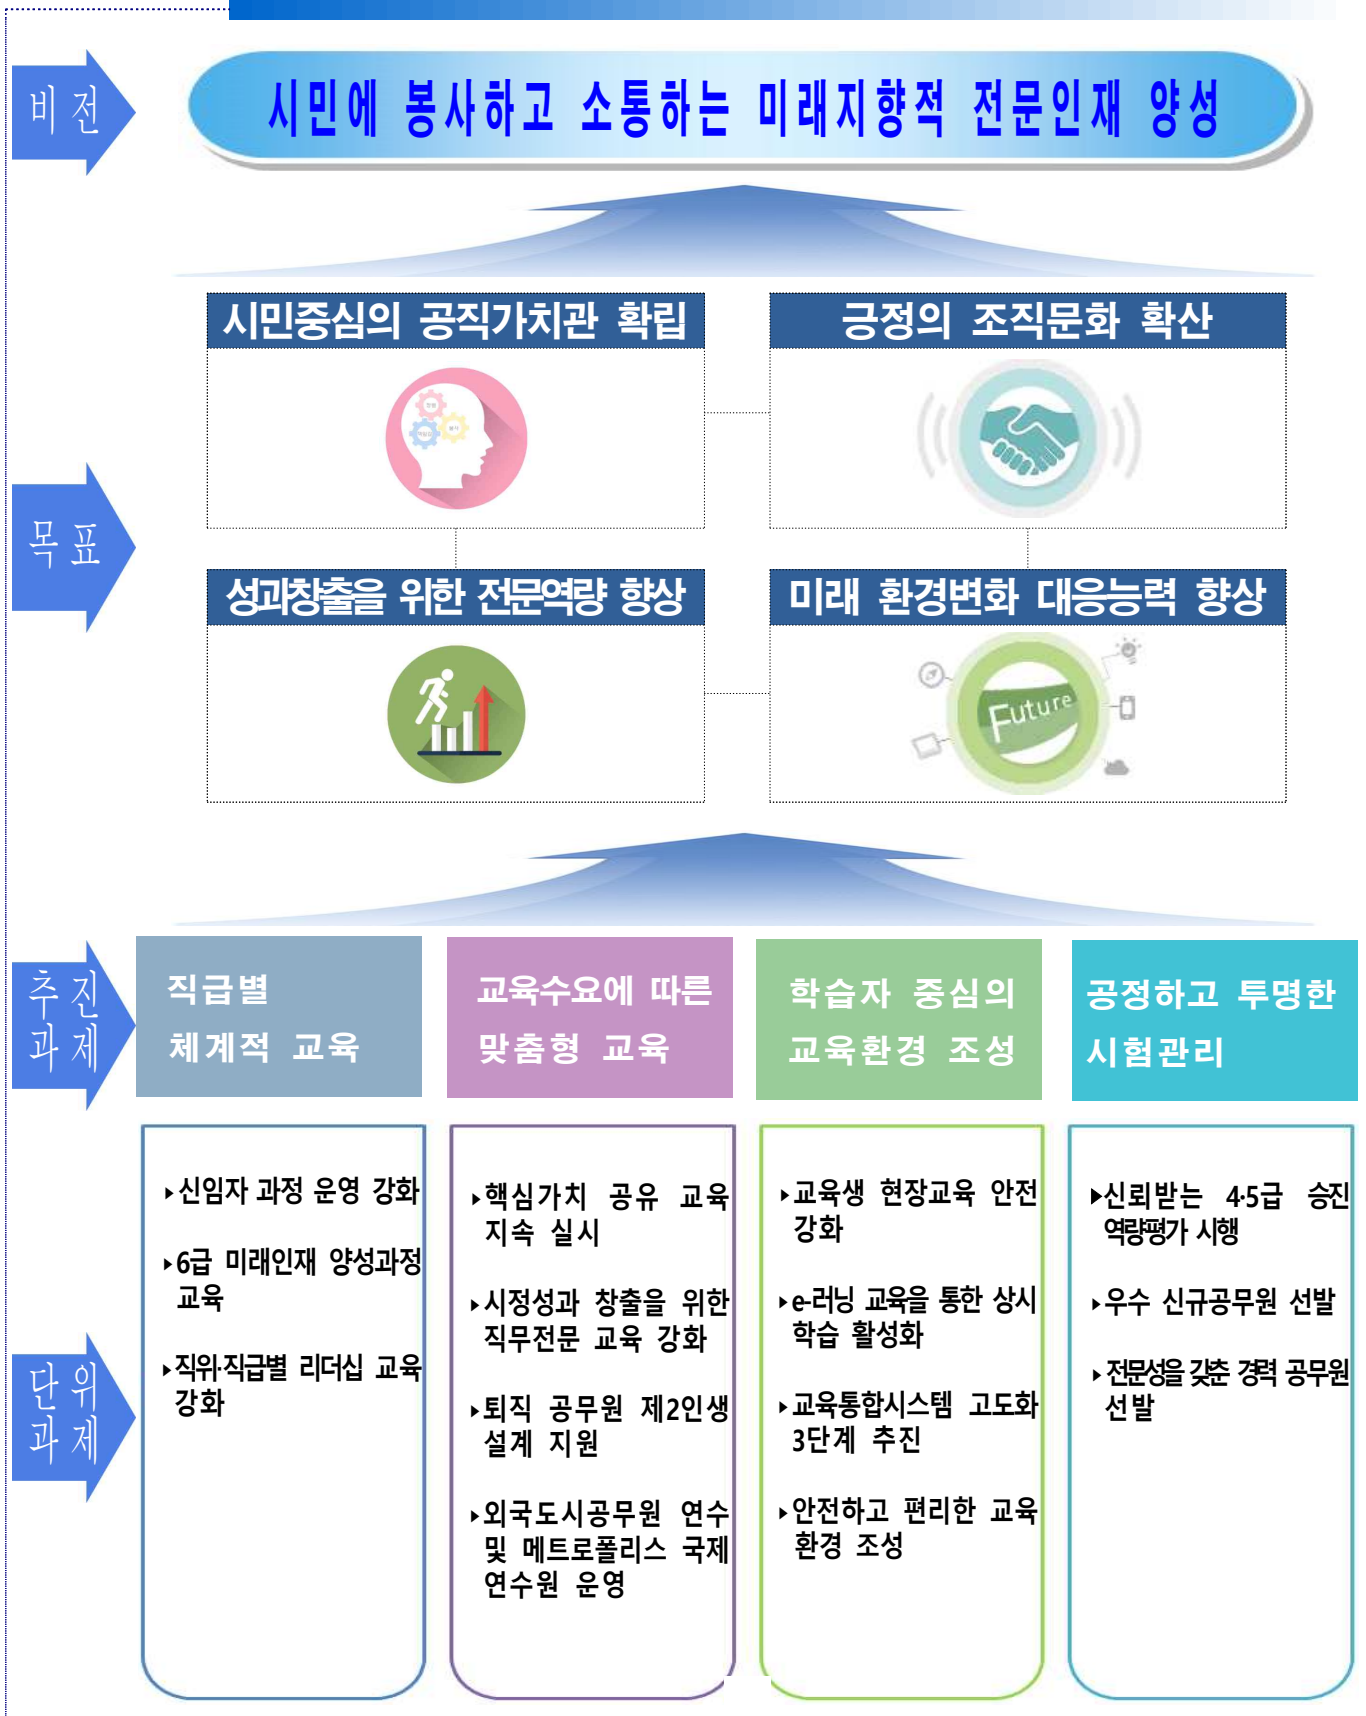 비 전
시민에 봉사하고 소통하는 미래지향적 전문인재 양성
목 표
시민중심의 공직가치관 확립
긍정의 조직문화 확산
성과창출을 위한 전문역량 향상
미래 환경변화 대응능력 향상
Future
추 진
과 제
직급별
체계적 교육
교육수요에 따른
맞춤형 교육
학습자 중심의
교육환경 조성
공정하고 투명한
시험관리
단 위
과 제
▸신임자 과정 운영 강화
▸6급 미래인재 양성과정
교육
▸직위·직급별 리더십 교육
강화
▸핵심가치 공유 교육
지속 실시
▸시정성과 창출을 위한
직무전문 교육 강화
▸퇴직 공무원 제2인생
설계 지원
▸외국도시공무원 연수
및 메트로폴리스 국제
연수원 운영
▸교육생 현장교육 안전
강화
▸e-러닝 교육을 통한 상시
학습 활성화
▸교육통합시스템 고도화
3단계 추진
▸안전하고 편리한 교육
환경 조성
▸신뢰받는 4·5급 승진
역량평가 시행
▸우수 신규공무원 선발
▸전문성을 갖춘 경력 공무원
선발